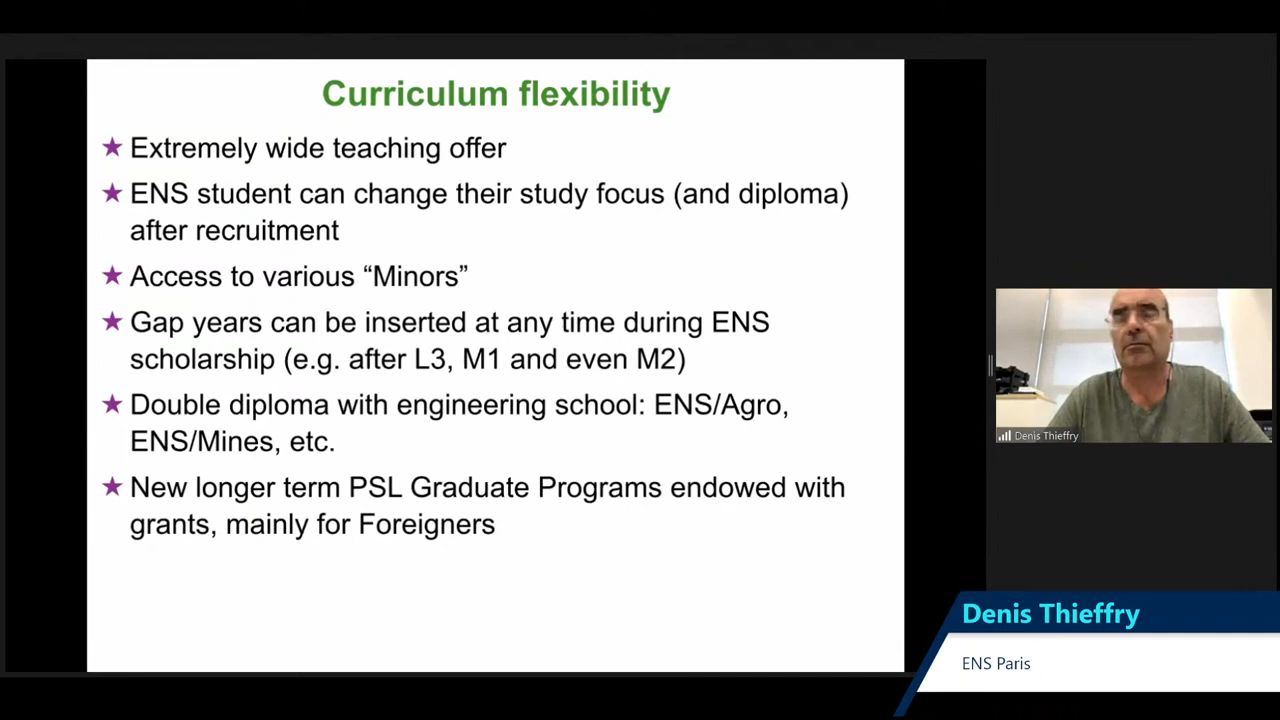 Curriculum flexibility
★ Extremely wide teaching offer
★ ENS student can change their study focus (and diploma)
after recruitment
★ Access to various “Minors”
★ Gap years can be inserted at any time during ENS
scholarship (e.g. after L3, M1 and even M2)
★ Double diploma with engineering school: ENS/Agro,
ENS/Mines, etc.
★ New longer term PSL Graduate Programs endowed with
grants, mainly for Foreigners
Denis Thieffry
Denis Thieffry
ENS Paris